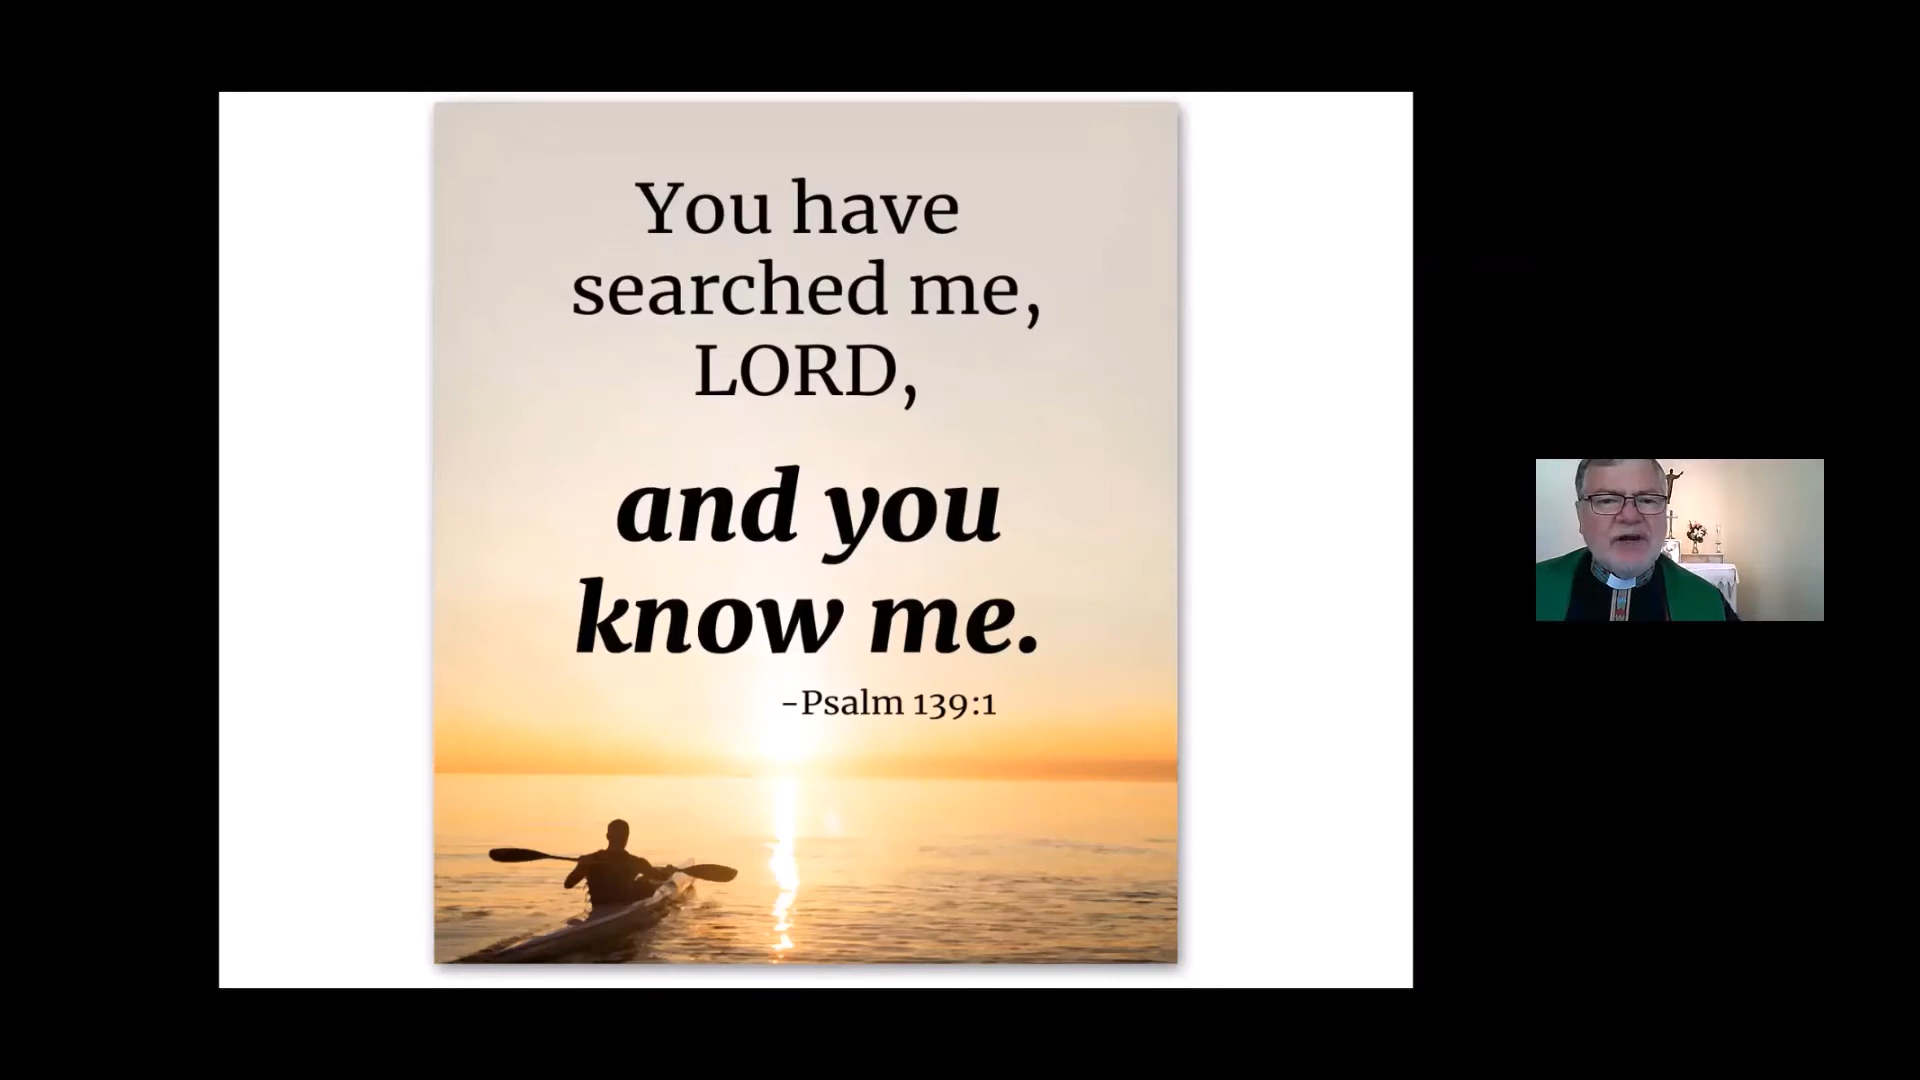 You have
searched me,
LORD,
and you
know me.
-Psalm 139:1